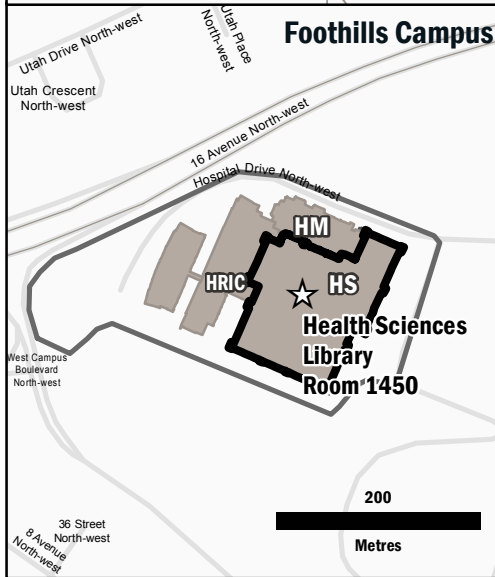 Foothills Campus
Utah Drive North-west
Utah Place
North-west
Utah Crescent
North-west
16 Avenue North-west
Hospital Drive North-west
HM
HRIC
HS
Health Sciences
Library
Room 1450
West Campus
Boulevard
North-west
200
Metres
36 Street
North-west
8 Avenue
North-west